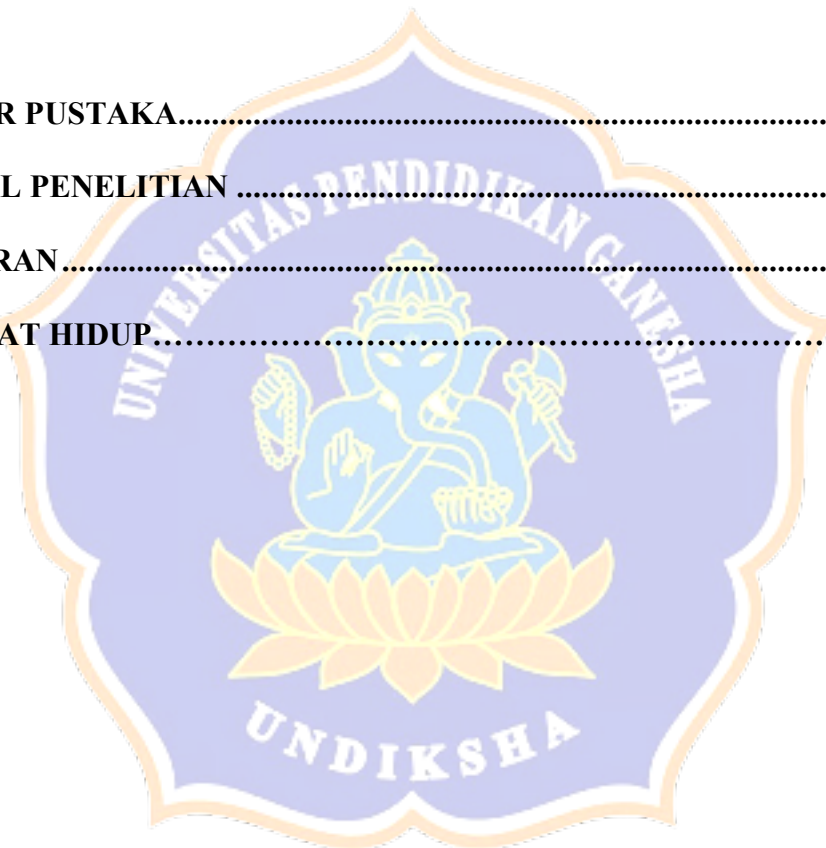 R PUSTAKA....................................................................................
L PENELITIAN ...........................................................................
RAN................................................................................................
AT HIDUP……………………………………………………………
UNIVERSITAS PENDIDIKAN GANESHA
UNDIKSHA